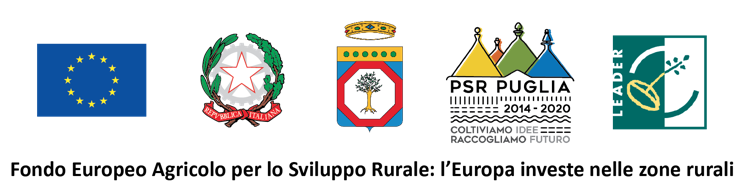 REPVBBLICA ITALIANA
PSR PUGLIA
2014 - 2020
COLTIVIAMO IDEE
RACCOGLIAMO FUTURO
LEADER
Fondo Europeo Agricolo per lo Sviluppo Rurale: l'Europa investe nelle zone rurali